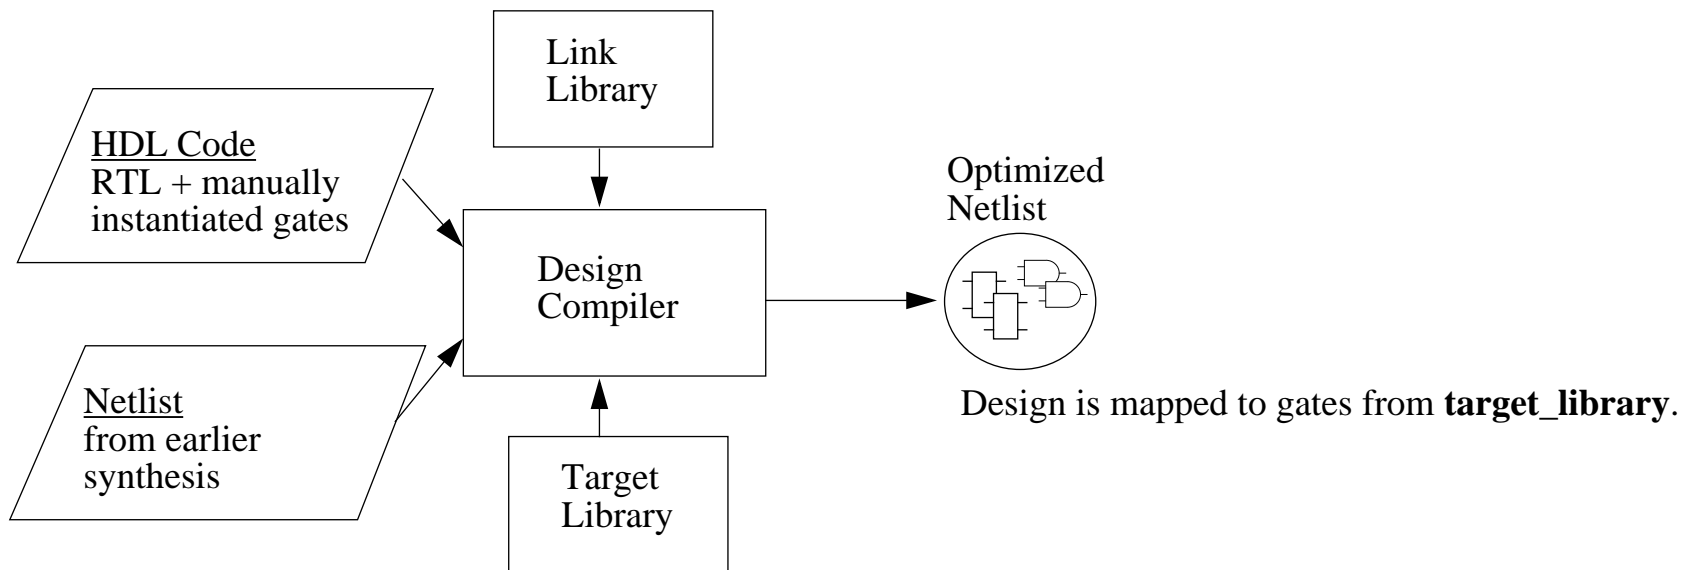 Link
Library
HDL Code
RTL + manually
instantiated gates
Optimized
Netlist
Design
Compiler
Netlist
from earlier
synthesis
Design is mapped to gates from target_library.
Target
Library